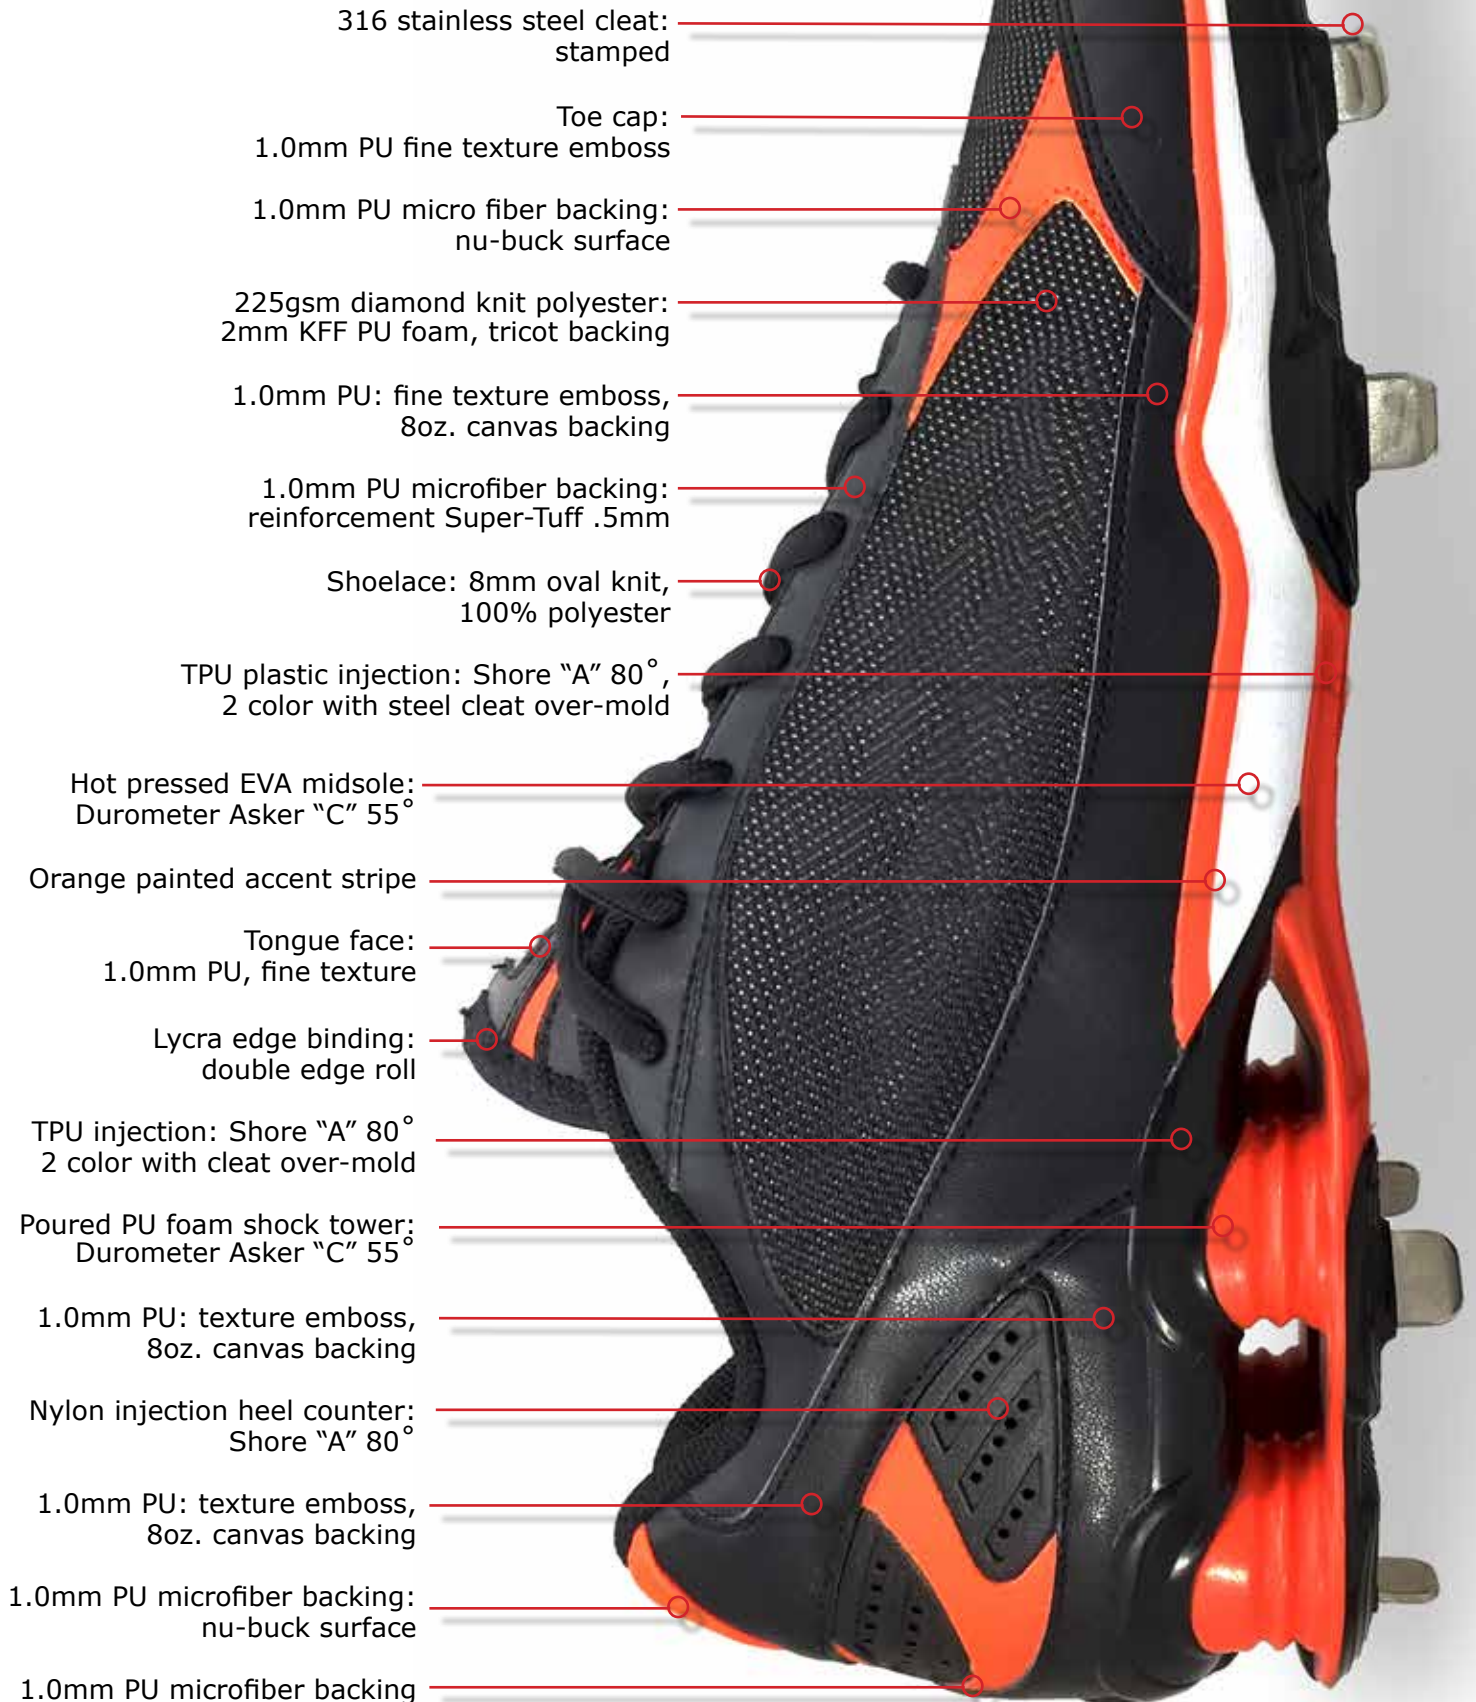 316 stainless steel cleat:
stamped
Toe cap:
1.0mm PU fine texture emboss
1.0mm PU micro fiber backing:
nu-buck surface
225gsm diamond knit polyester:
2mm KFF PU foam, tricot backing
1.0mm PU: fine texture emboss,
8oz. canvas backing
1.0mm PU microfiber backing:
reinforcement Super-Tuff .5mm
Shoelace: 8mm oval knit,
100% polyester
TPU plastic injection: Shore “A” 80˚,
2 color with steel cleat over-mold
Hot pressed EVA midsole:
Durometer Asker “C” 55˚
Orange painted accent stripe
Tongue face:
1.0mm PU, fine texture
Lycra edge binding:
double edge roll
TPU injection: Shore “A” 80˚
2 color with cleat over-mold
Poured PU foam shock tower:
Durometer Asker “C” 55˚
1.0mm PU: texture emboss,
8oz. canvas backing
Nylon injection heel counter:
Shore “A” 80˚
1.0mm PU: texture emboss,
8oz. canvas backing
1.0mm PU microfiber backing:
nu-buck surface
1.0mm PU microfiber backing